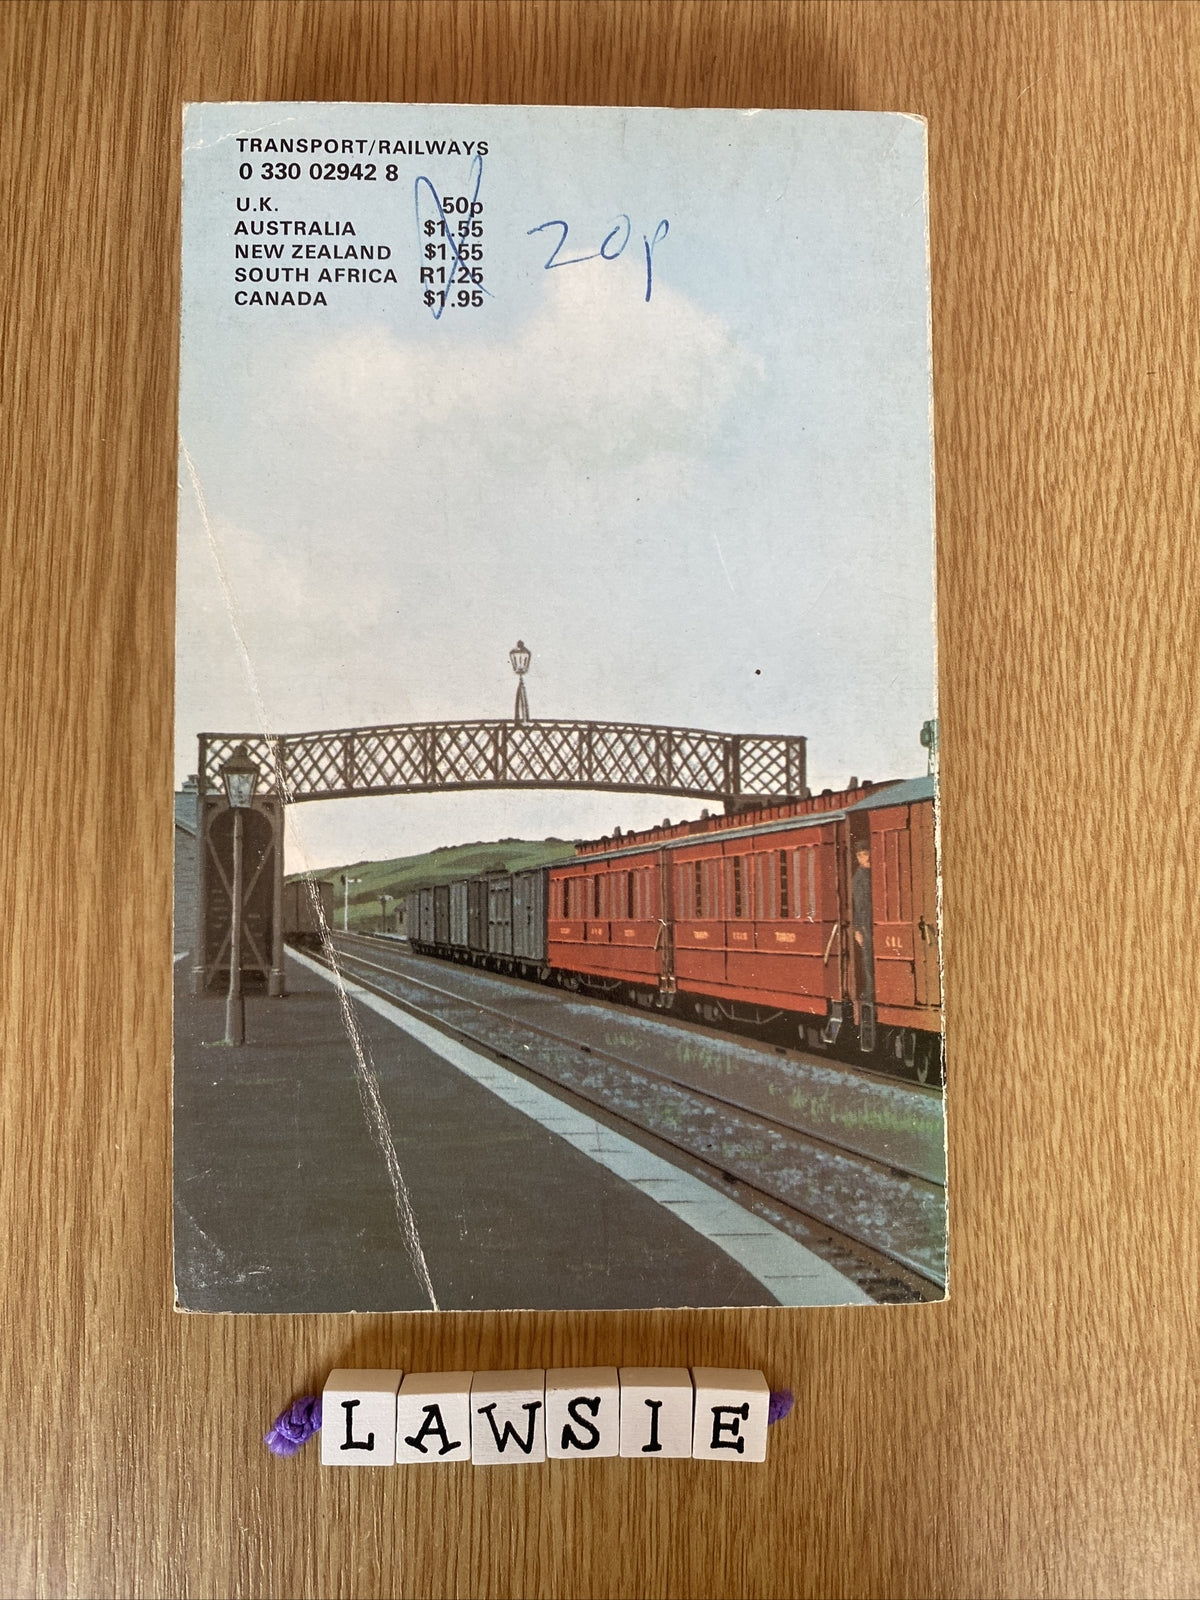 TRANSPORT/RAILWAYS
0 330 02942 8
U.K. 50p
AUSTRALIA $1.55
NEW ZEALAND $1.55
SOUTH AFRICA R1.25
CANADA $1.95
20p
THIRD
LAWSIE